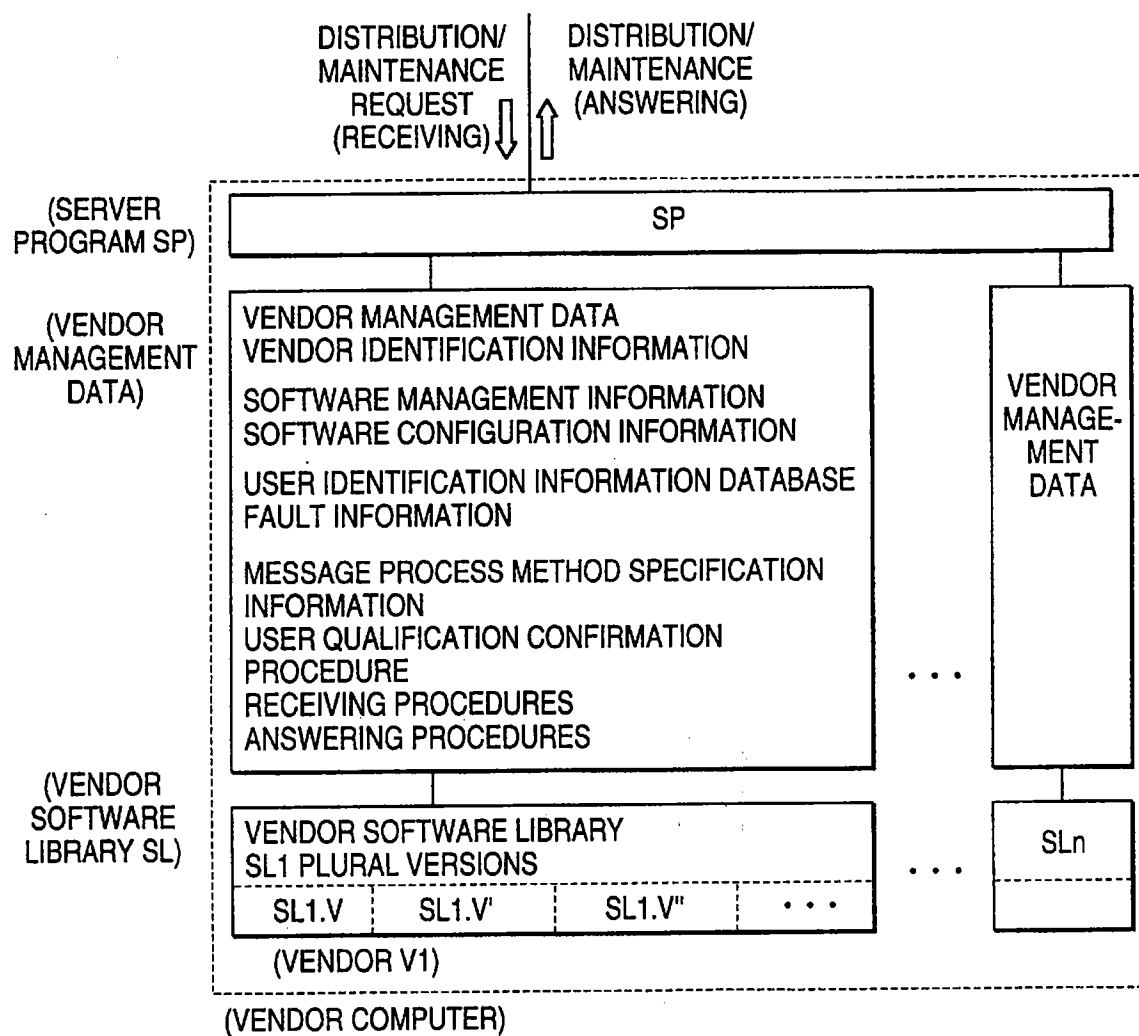 DISTRIBUTION/
MAINTENANCE
REQUEST
(RECEIVING)
DISTRIBUTION/
MAINTENANCE
(ANSWERING)
(SERVER
PROGRAM SP)
SP
(VENDOR
MANAGEMENT
DATA)
VENDOR MANAGEMENT DATA
VENDOR IDENTIFICATION INFORMATION
SOFTWARE MANAGEMENT INFORMATION
SOFTWARE CONFIGURATION INFORMATION
USER IDENTIFICATION INFORMATION DATABASE
FAULT INFORMATION
MESSAGE PROCESS METHOD SPECIFICATION
INFORMATION
USER QUALIFICATION CONFIRMATION
PROCEDURE
RECEIVING PROCEDURES
ANSWERING PROCEDURES
. . .
VENDOR
MANAGE-
MENT
DATA
(VENDOR
SOFTWARE
LIBRARY SL)
VENDOR SOFTWARE LIBRARY
SL1 PLURAL VERSIONS
SL1.V
SL1.V'
SL1.V"
. . .
. . .
SLn
(VENDOR V1)
(VENDOR COMPUTER)